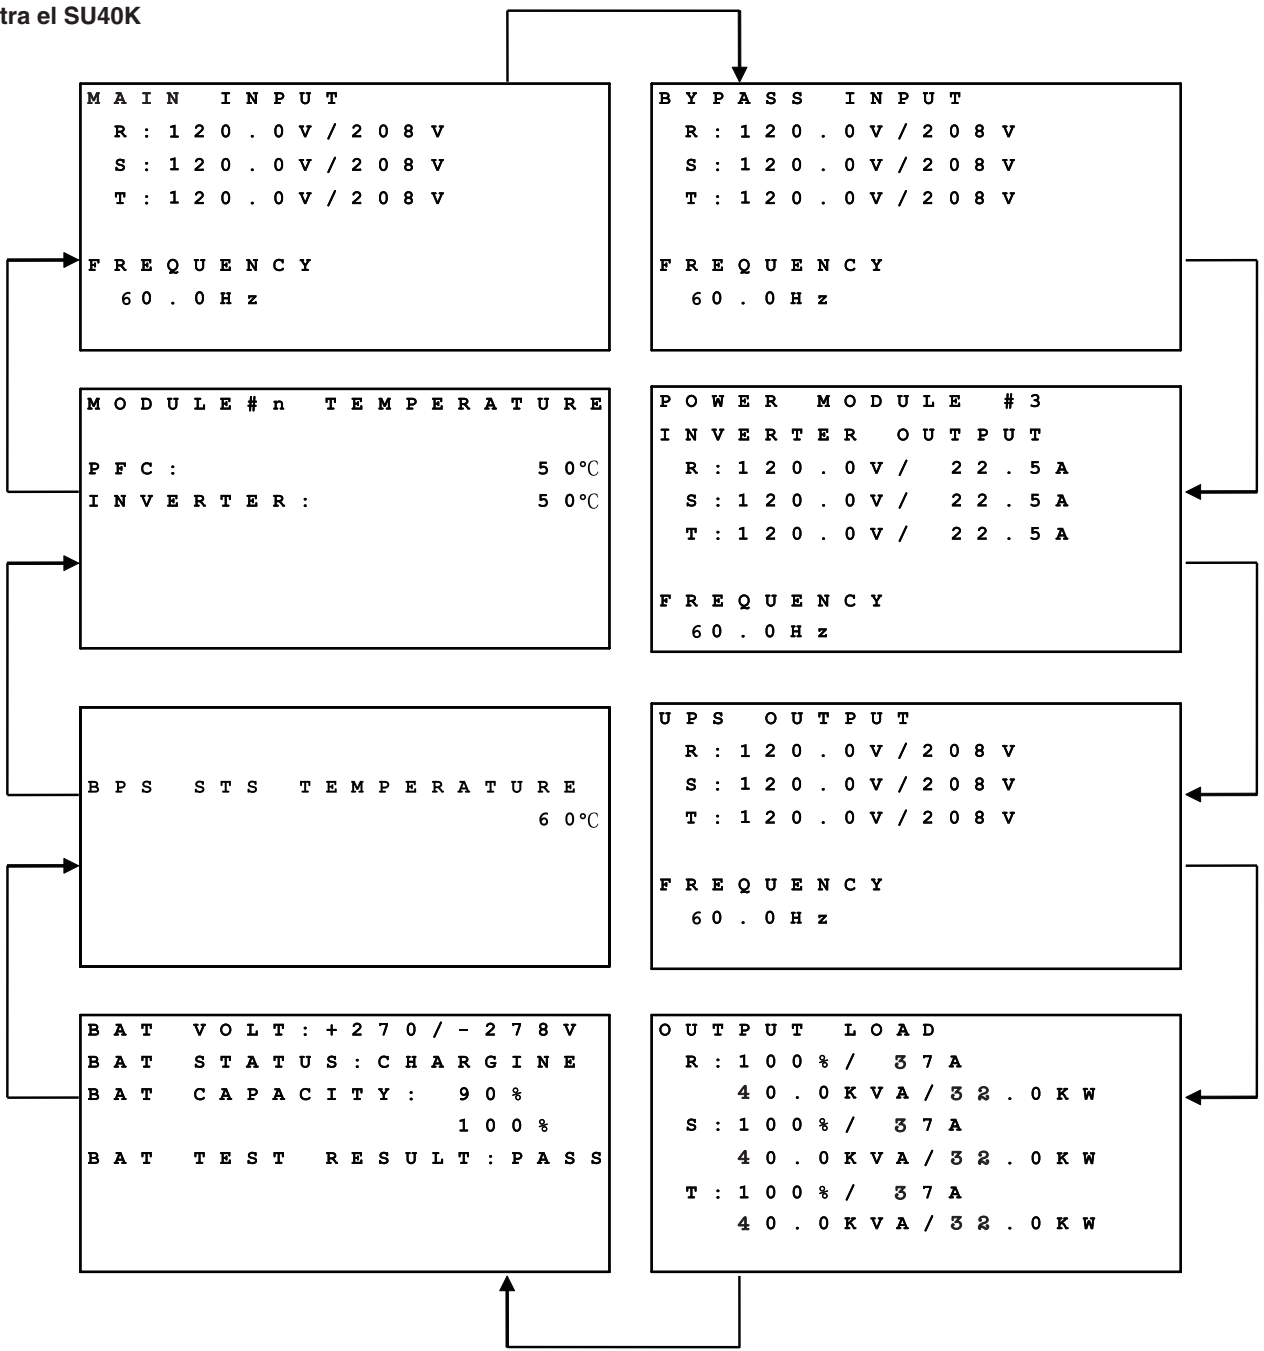 tra el SU40K
MAIN INPUT
R:120.0V/208V
S:120.0V/208V
T:120.0V/208V
FREQUENCY
60.0Hz
BYPASS INPUT
R:120.0V/208V
S:120.0V/208V
T:120.0V/208V
FREQUENCY
60.0Hz
MODULE#n TEMPERATURE
PFC: 50°C
INVERTER: 50°C
POWER MODULE #3
INVERTER OUTPUT
R:120.0V/ 22.5A
S:120.0V/ 22.5A
T:120.0V/ 22.5A
FREQUENCY
60.0Hz
BPS STS TEMPERATURE
60°C
UPS OUTPUT
R:120.0V/208V
S:120.0V/208V
T:120.0V/208V
FREQUENCY
60.0Hz
BAT VOLT:+270/-278V
BAT STATUS:CHARGINE
BAT CAPACITY: 90%
100%
BAT TEST RESULT:PASS
OUTPUT LOAD
R:100%/ 37A
40.0KVA/32.0KW
S:100%/ 37A
40.0KVA/32.0KW
T:100%/ 37A
40.0KVA/32.0KW